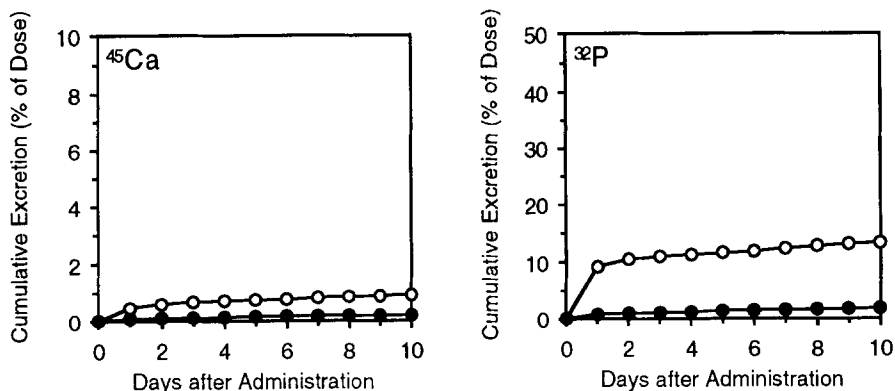 ⁴⁵Ca
Cumulative Excretion (% of Dose)
10
8
6
4
2
0
0 2 4 6 8 10
Days after Administration
³²P
Cumulative Excretion (% of Dose)
50
40
30
20
10
0
0 2 4 6 8 10
Days after Administration